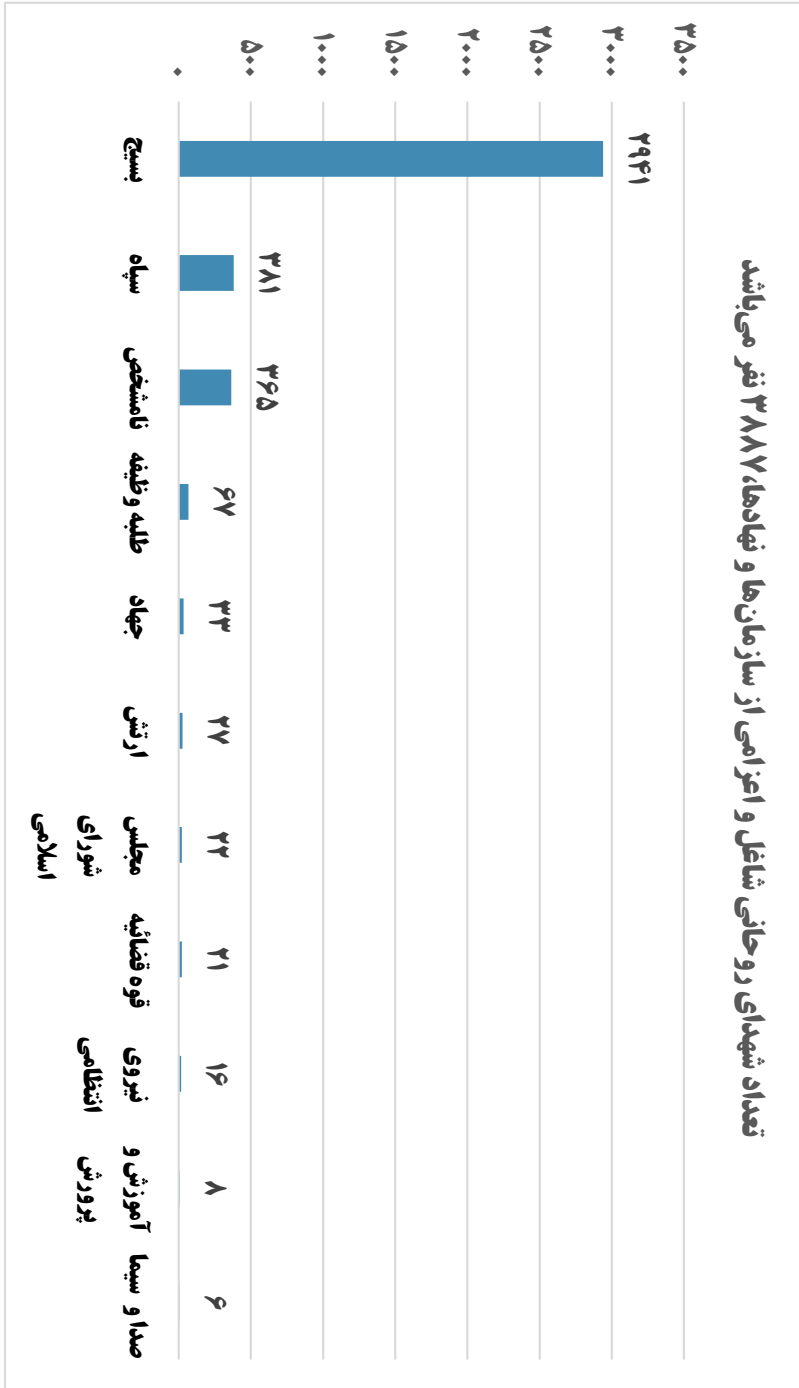 تعداد شهدای روحانی شاغل و اعزامی از سازمان‌ها و نهادها، ۳۸۸۷ نفر می‌باشد
۳۵۰۰
۳۰۰۰
۲۵۰۰
۲۰۰۰
۱۵۰۰
۱۰۰۰
۵۰۰
۰
۲۹۴۱
۳۸۱
۳۶۵
۶۷
۳۳
۲۷
۲۲
۲۱
۱۶
۸
۶
بسیج
سپاه
نامشخص
طلبه وظیفه
جهاد
ارتش
مجلس
شورای
اسلامی
قوه قضائیه
نیروی
انتظامی
آموزش و
پرورش
صدا و سیما